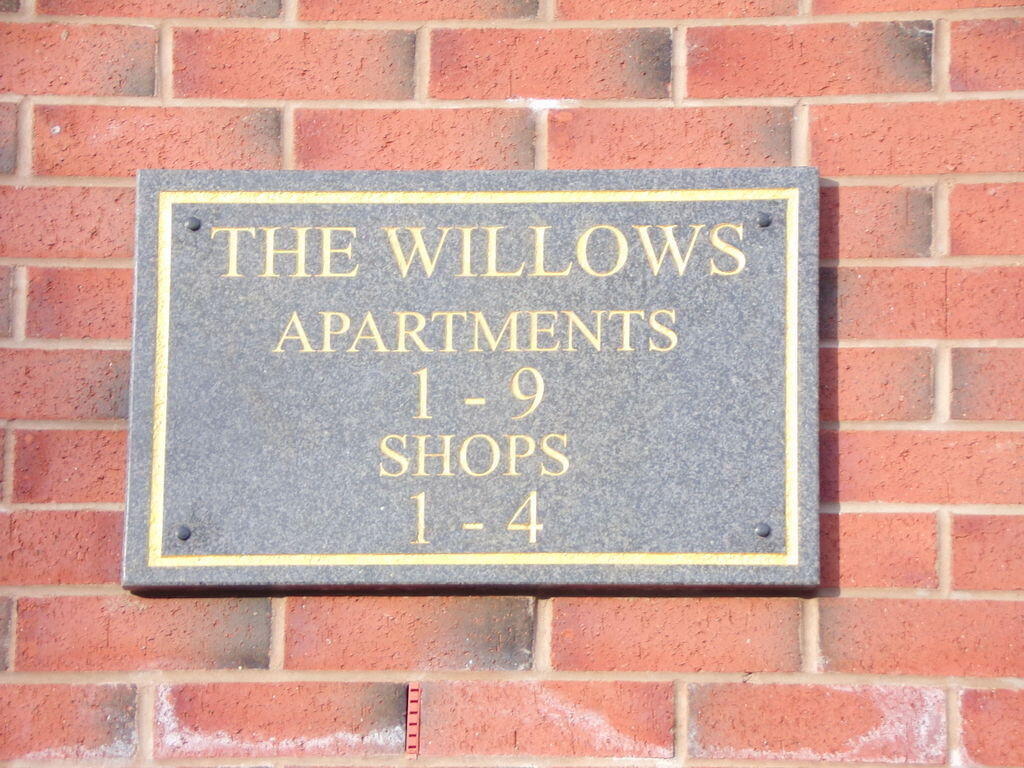 THE WILLOWS
APARTMENTS
1 - 9
SHOPS
1 - 4